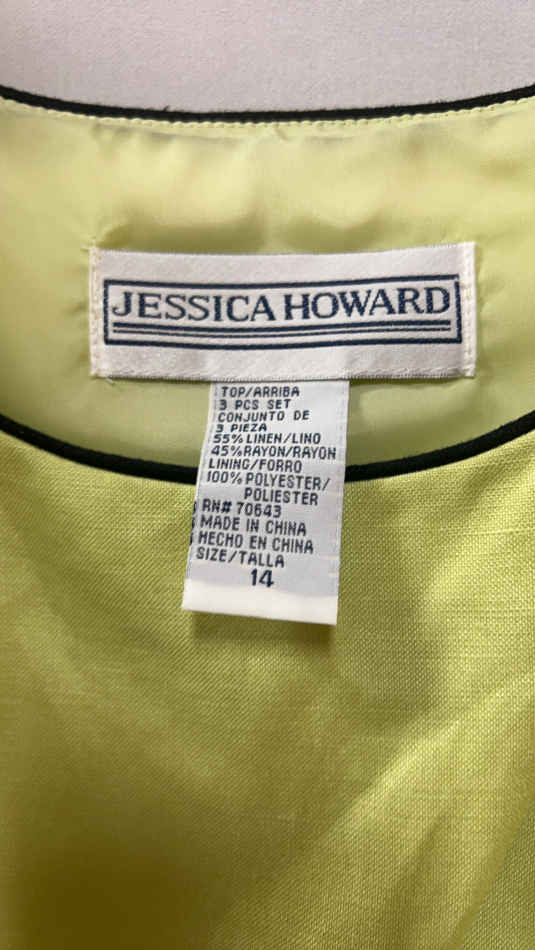 JESSICA HOWARD
TOP/ARRIBA
3 PCS SET
CONJUNTO DE
3 PIEZA
55% LINEN/LINO
45% RAYON/RAYON
LINING/FORRO
100% POLYESTER/
POLIESTER
RN# 70643
MADE IN CHINA
HECHO EN CHINA
SIZE/TALLA
14